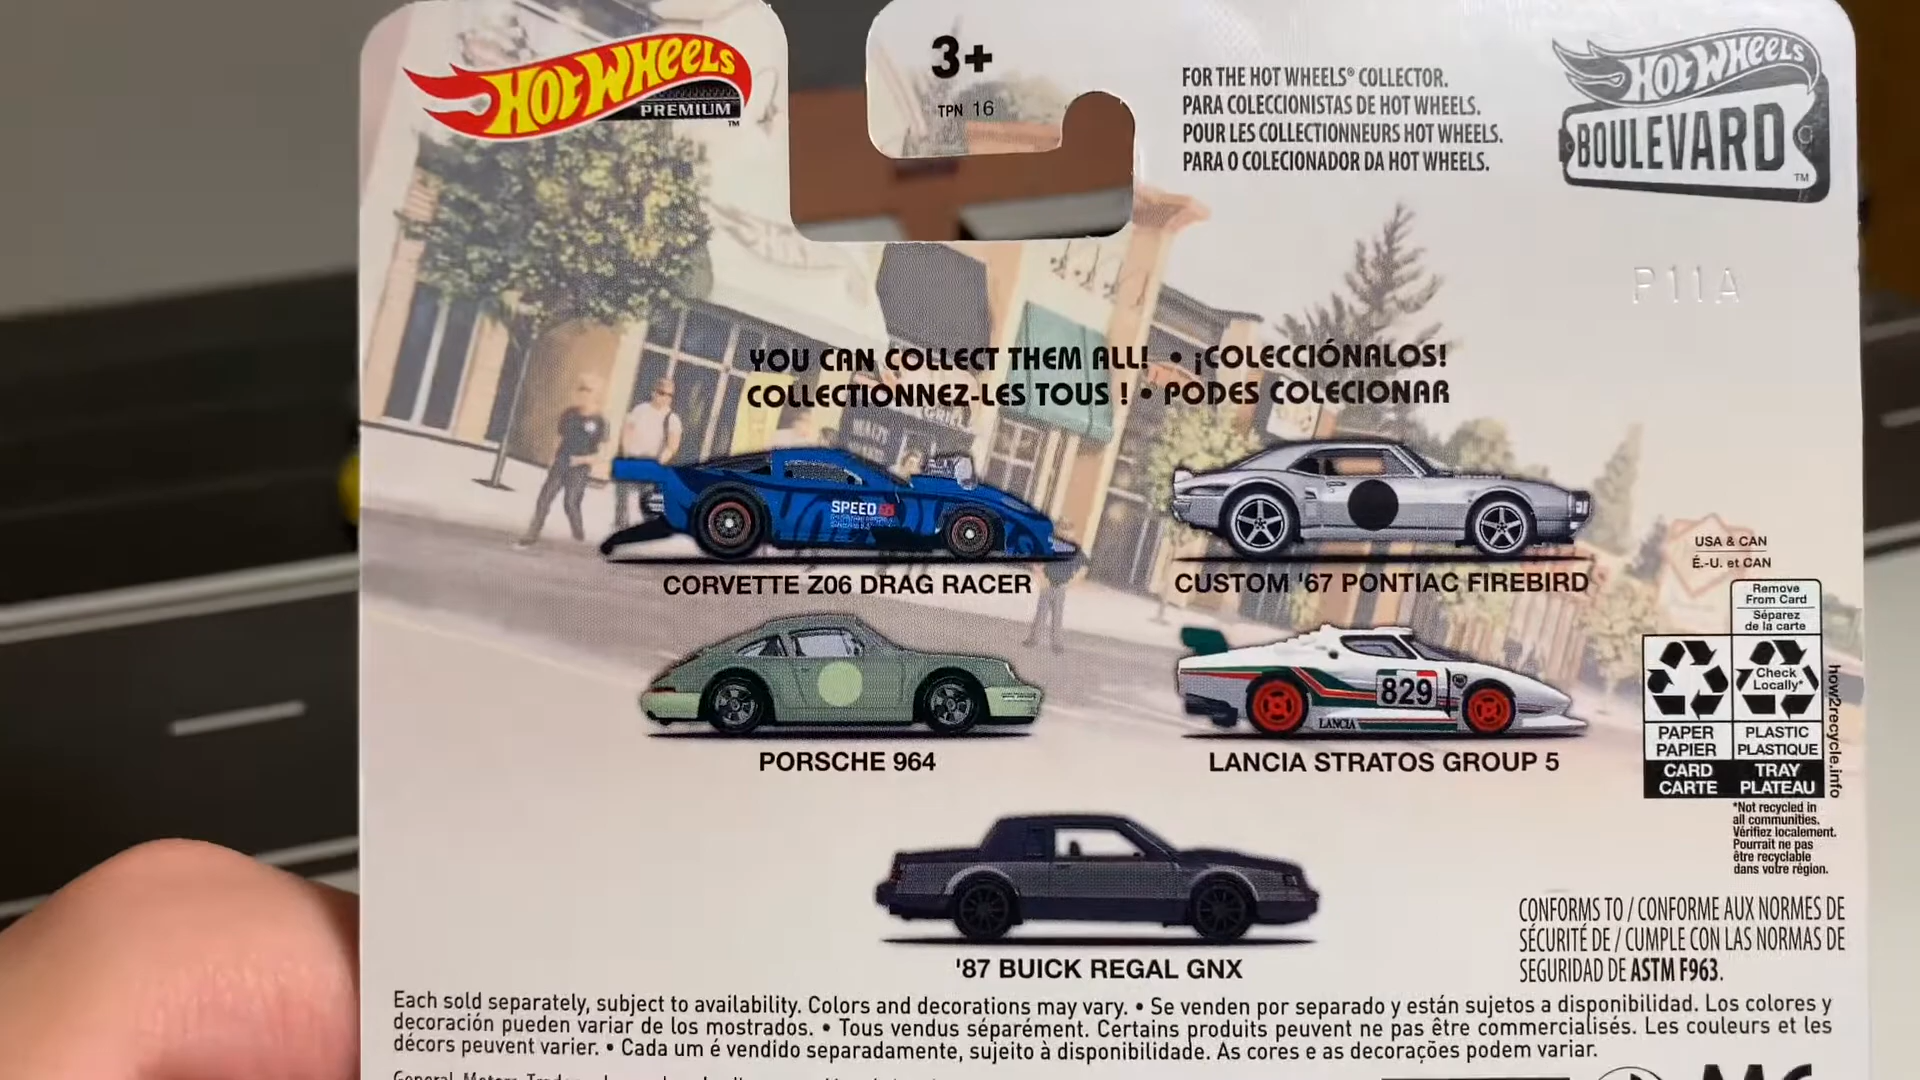 HOT WHEELS
PREMIUM
™
3+
TPN 16
FOR THE HOT WHEELS® COLLECTOR.
PARA COLECCIONISTAS DE HOT WHEELS.
POUR LES COLLECTIONNEURS HOT WHEELS.
PARA O COLECIONADOR DA HOT WHEELS.
HOT WHEELS
BOULEVARD
™
P11A
YOU CAN COLLECT THEM ALL! • ¡COLECCIÓNALOS!
COLLECTIONNEZ-LES TOUS ! • PODES COLECIONAR
SPEED
CORVETTE Z06 DRAG RACER
CUSTOM '67 PONTIAC FIREBIRD
829
LANCIA
PORSCHE 964
LANCIA STRATOS GROUP 5
'87 BUICK REGAL GNX
USA & CAN
É.-U. et CAN
Remove
From Card
Séparez
de la carte
Check
Locally*
PAPER
PAPIER
PLASTIC
PLASTIQUE
CARD
CARTE
TRAY
PLATEAU
how2recycle.info
*Not recycled in
all communities.
Vérifiez localement.
Pourrait ne pas
être recyclable
dans votre région.
CONFORMS TO / CONFORME AUX NORMES DE
SÉCURITÉ DE / CUMPLE CON LAS NORMAS DE
SEGURIDAD DE ASTM F963.
Each sold separately, subject to availability. Colors and decorations may vary. • Se venden por separado y están sujetos a disponibilidad. Los colores y
decoración pueden variar de los mostrados. • Tous vendus séparément. Certains produits peuvent ne pas être commercialisés. Les couleurs et les
décors peuvent varier. • Cada um é vendido separadamente, sujeito à disponibilidade. As cores e as decorações podem variar.
General Motors